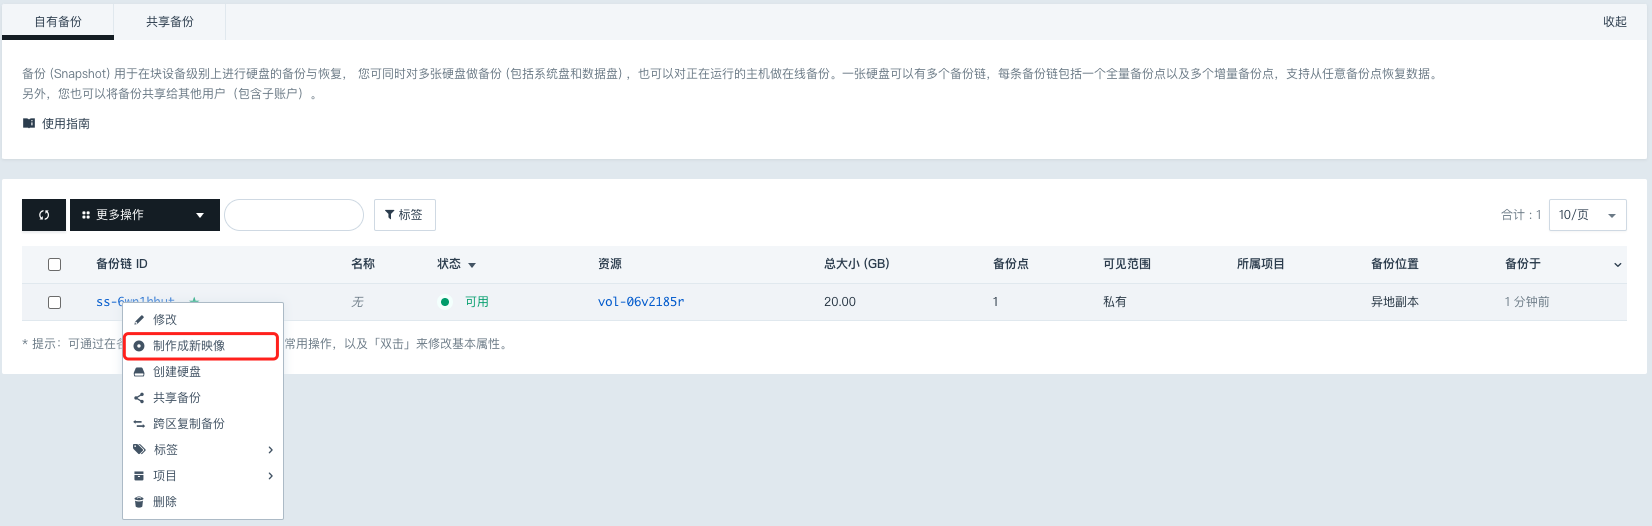 自有备份
共享备份
收起
备份 (Snapshot) 用于在块设备级别上进行硬盘的备份与恢复， 您可同时对多张硬盘做备份 (包括系统盘和数据盘) ，也可以对正在运行的主机做在线备份。一张硬盘可以有多个备份链，每条备份链包括一个全量备份点以及多个增量备份点，支持从任意备份点恢复数据。
另外，您也可以将备份共享给其他用户（包含子账户）。
使用指南
更多操作
标签
合计 : 1
10/页
备份链 ID 名称 状态 资源 总大小 (GB) 备份点 可见范围 所属项目 备份位置 备份于
无 可用 vol-06v2185r 20.00 1 私有 异地副本 1 分钟前
* 提示：可通过在 常用操作，以及「双击」来修改基本属性。
修改
制作成新映像
创建硬盘
共享备份
跨区复制备份
标签
项目
删除